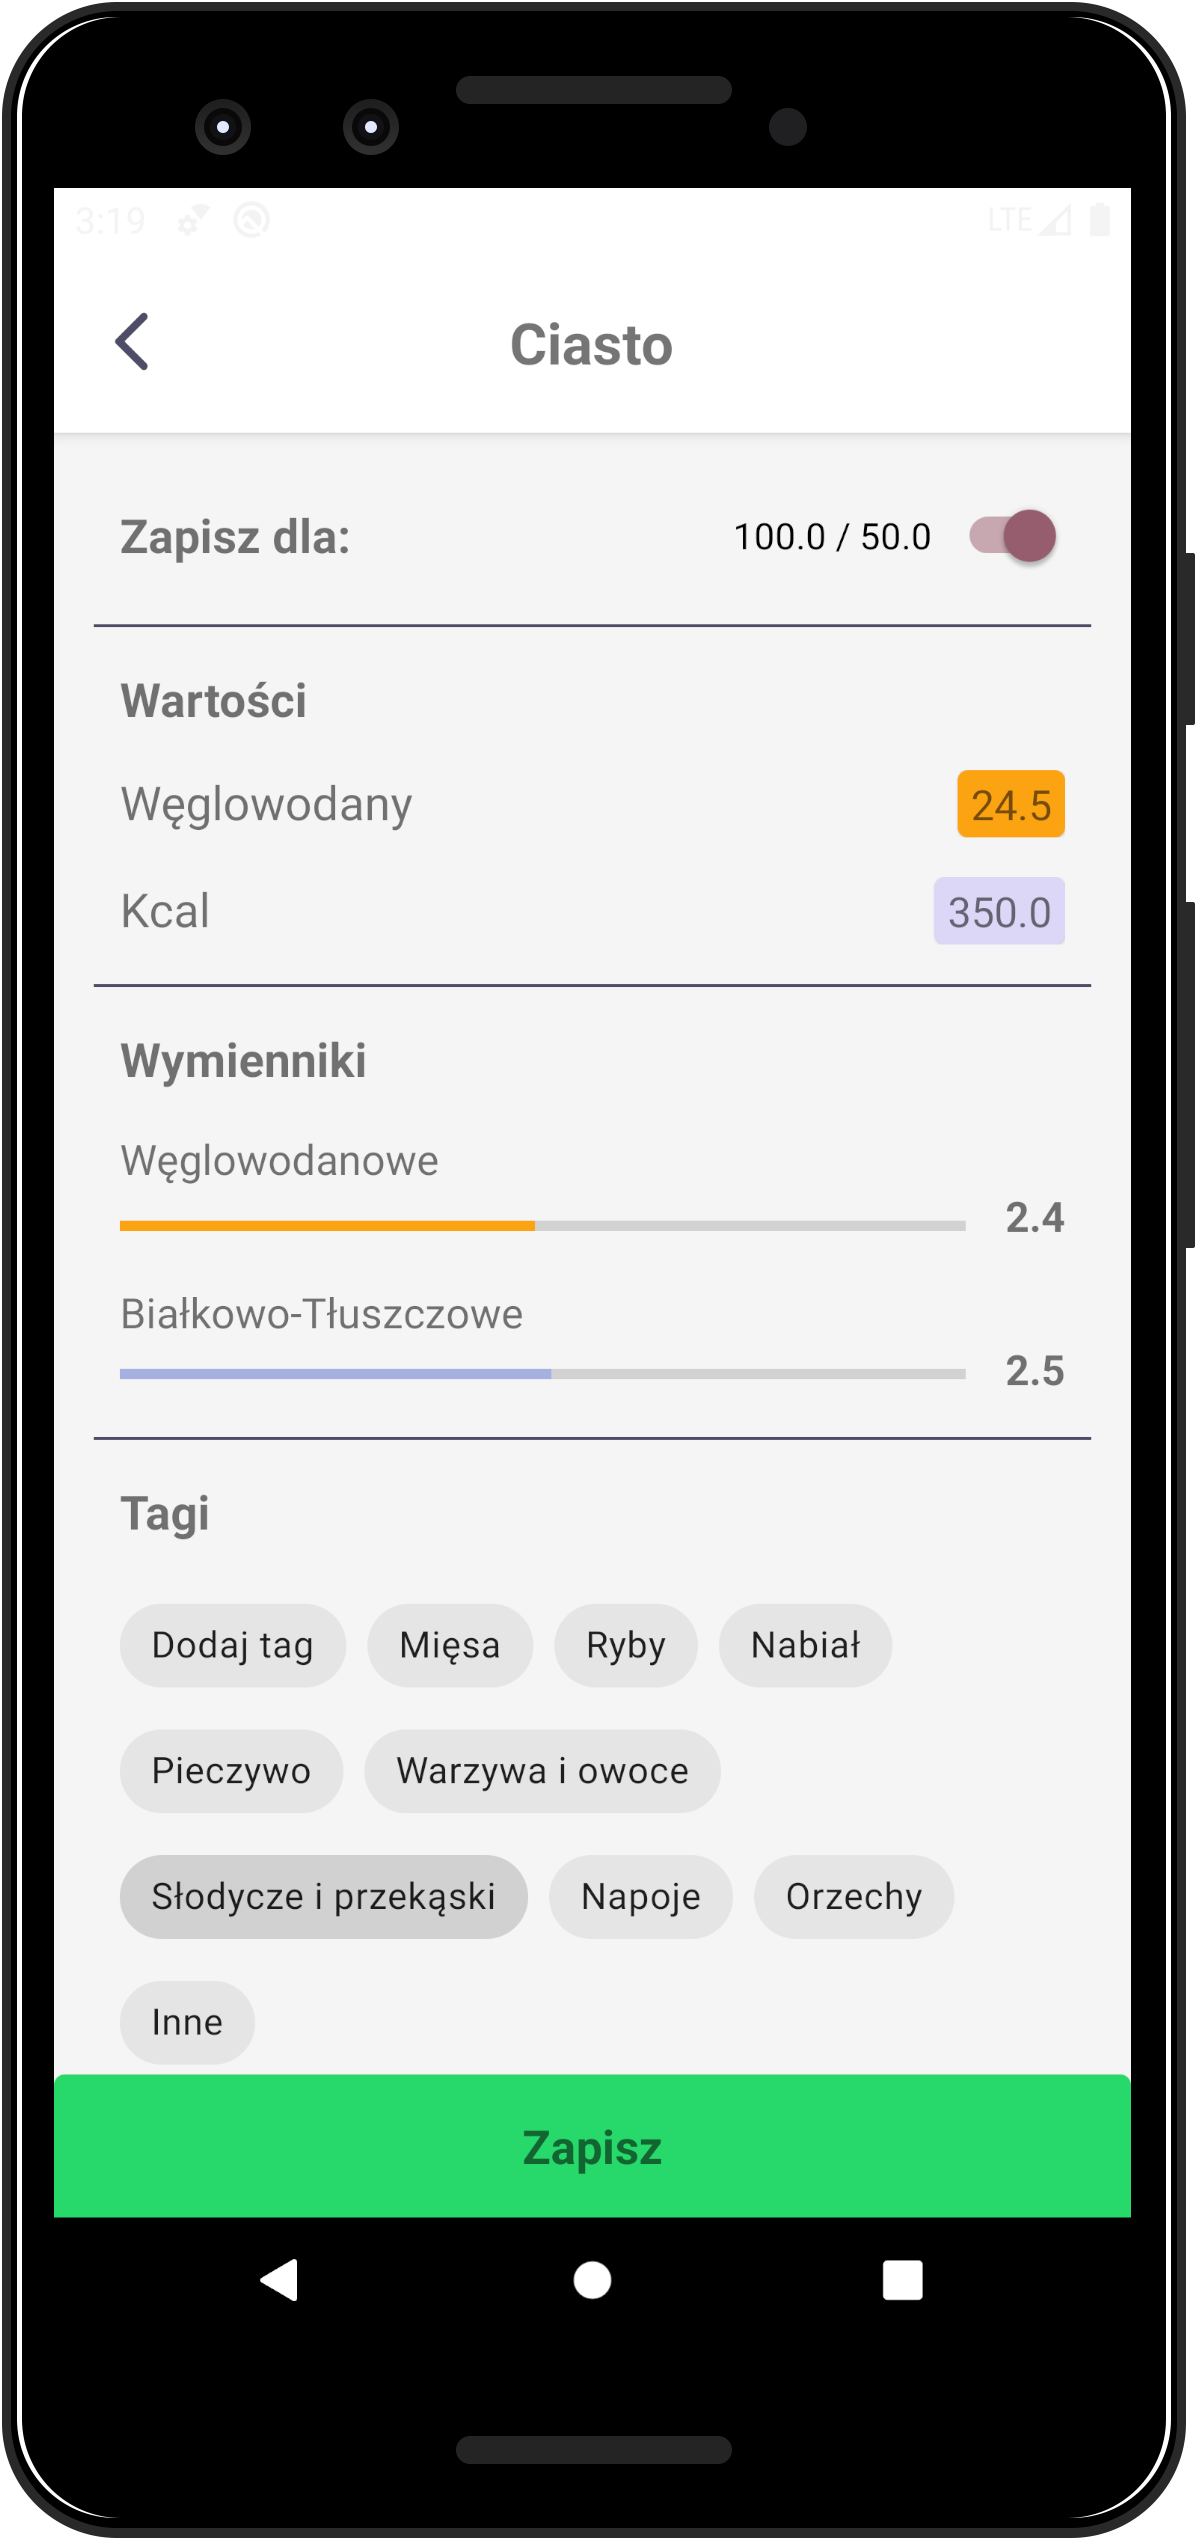 3:19 LTE
Ciasto
Zapisz dla: 100.0 / 50.0
Wartości
Węglowodany 24.5
Kcal 350.0
Wymienniki
Węglowodanowe
2.4
Białkowo-Tłuszczowe
2.5
Tagi
Dodaj tag Mięsa Ryby Nabiał
Pieczywo Warzywa i owoce
Słodycze i przekąski Napoje Orzechy
Inne
Zapisz